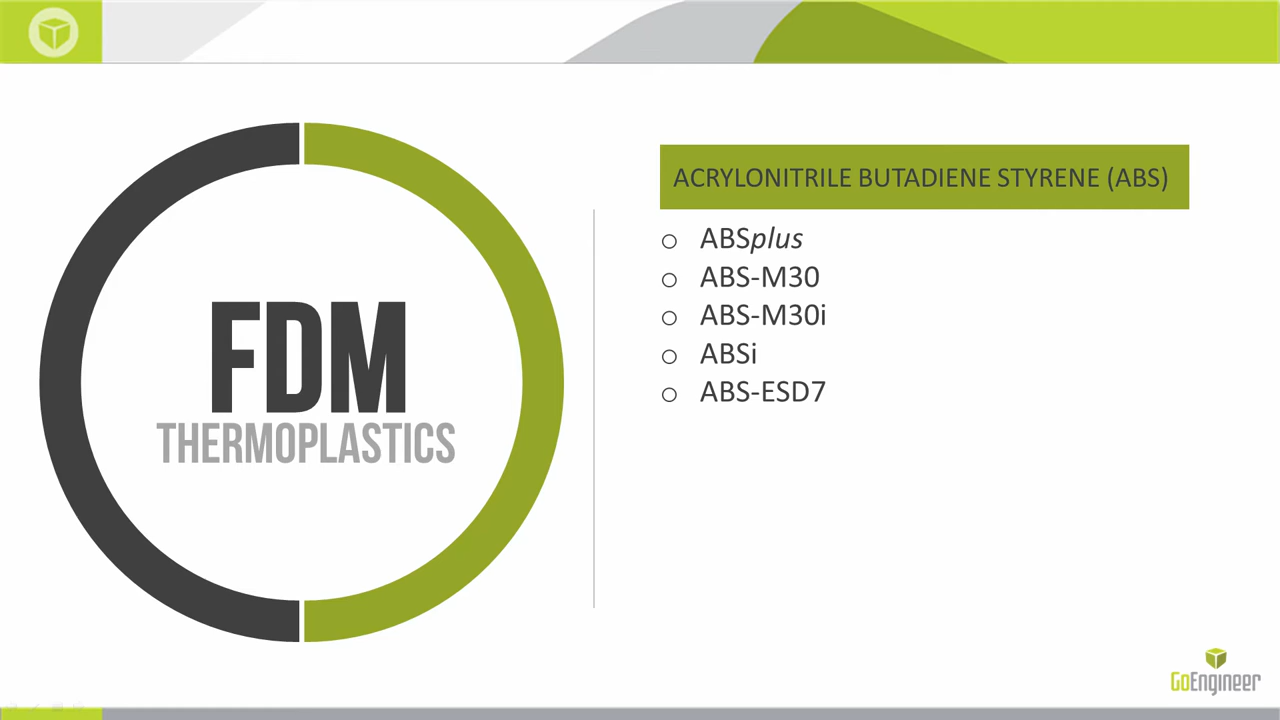 FDM
THERMOPLASTICS
ACRYLONITRILE BUTADIENE STYRENE (ABS)
ABSplus
ABS-M30
ABS-M30i
ABSi
ABS-ESD7
GoEngineer